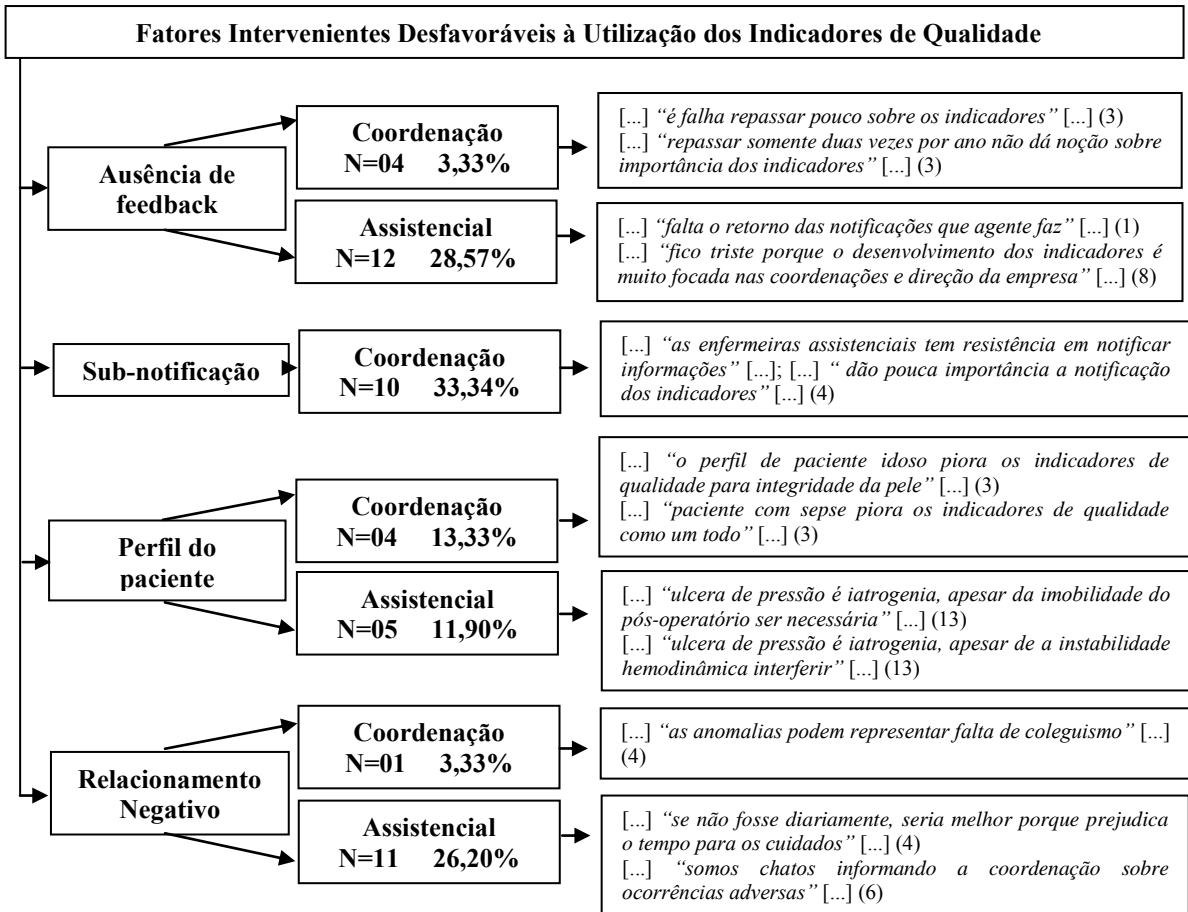 Fatores Intervenientes Desfavoráveis à Utilização dos Indicadores de Qualidade
Ausência de
feedback
Coordenação
N=04 3,33%
[...] “é falha repassar pouco sobre os indicadores” [...] (3)
[...] “repassar somente duas vezes por ano não dá noção sobre
importância dos indicadores” [...] (3)
Assistencial
N=12 28,57%
[...] “falta o retorno das notificações que agente faz” [...] (1)
[...] “fico triste porque o desenvolvimento dos indicadores é
muito focada nas coordenações e direção da empresa” [...] (8)
Sub-notificação
Coordenação
N=10 33,34%
[...] “as enfermeiras assistenciais tem resistência em notificar
informações” [...]; [...] “ dão pouca importância a notificação
dos indicadores” [...] (4)
Perfil do
paciente
Coordenação
N=04 13,33%
[...] “o perfil de paciente idoso piora os indicadores de
qualidade para integridade da pele” [...] (3)
[...] “paciente com sepse piora os indicadores de qualidade
como um todo” [...] (3)
Assistencial
N=05 11,90%
[...] “ulcera de pressão é iatrogenia, apesar da imobilidade do
pós-operatório ser necessária” [...] (13)
[...] “ulcera de pressão é iatrogenia, apesar de a instabilidade
hemodinâmica interferir” [...] (13)
Relacionamento
Negativo
Coordenação
N=01 3,33%
[...] “as anomalias podem representar falta de coleguismo” [...]
(4)
Assistencial
N=11 26,20%
[...] “se não fosse diariamente, seria melhor porque prejudica
o tempo para os cuidados” [...] (4)
[...] “somos chatos informando a coordenação sobre
ocorrências adversas” [...] (6)